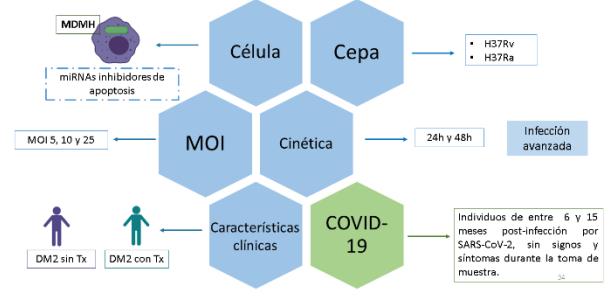 MDMH
miRNAs inhibidores de
apoptosis
Célula
Cepa
▪ H37Rv
▪ H37Ra
MOI 5, 10 y 25
MOI
Cinética
24h y 48h
Infección
avanzada
DM2 sin Tx
DM2 con Tx
Características
clínicas
COVID-
19
Individuos de entre 6 y 15
meses post-infección por
SARS-CoV-2, sin signos y
síntomas durante la toma de
muestra.
54